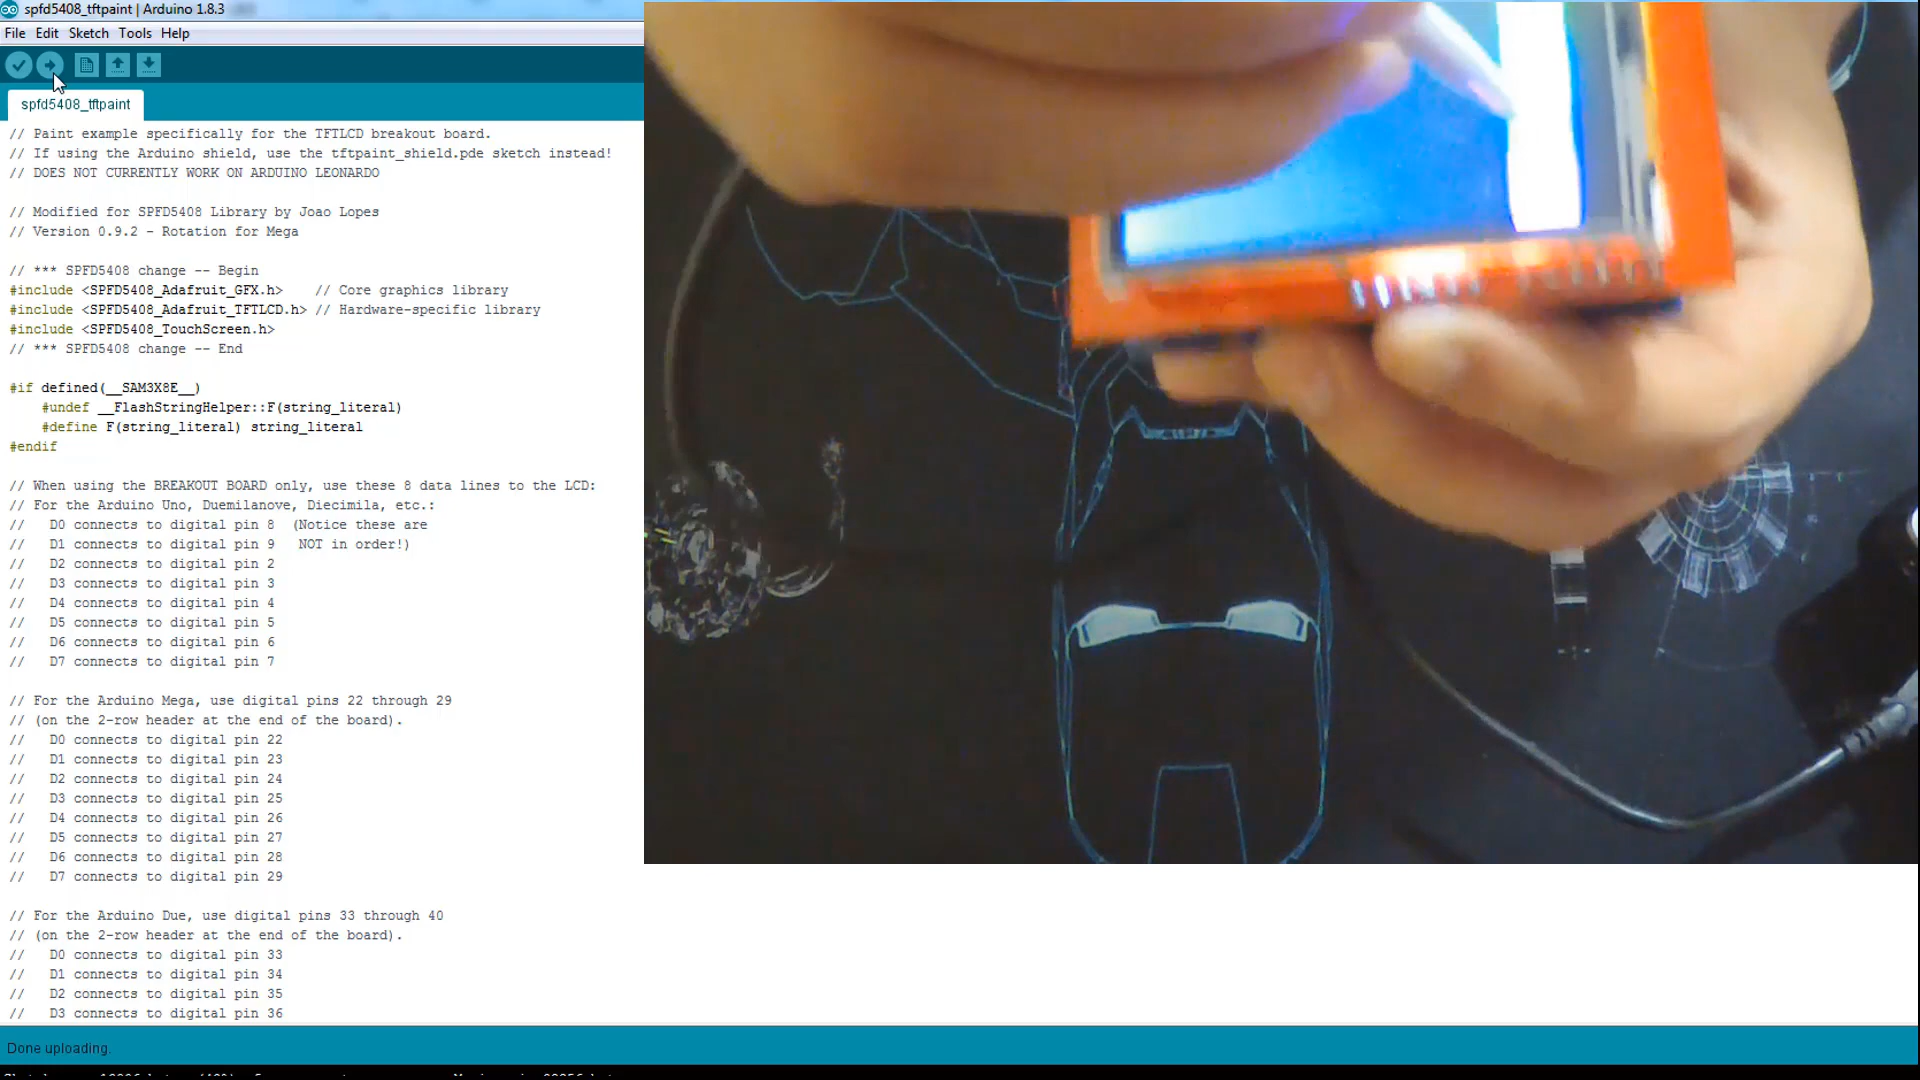 spfd5408_tftpaint | Arduino 1.8.3
File Edit Sketch Tools Help
spfd5408_tftpaint
// Paint example specifically for the TFTLCD breakout board.
// If using the Arduino shield, use the tftpaint_shield.pde sketch instead!
// DOES NOT CURRENTLY WORK ON ARDUINO LEONARDO
// Modified for SPFD5408 Library by Joao Lopes
// Version 0.9.2 - Rotation for Mega
// *** SPFD5408 change -- Begin
#include <SPFD5408_Adafruit_GFX.h>    // Core graphics library
#include <SPFD5408_Adafruit_TFTLCD.h> // Hardware-specific library
#include <SPFD5408_TouchScreen.h>
// *** SPFD5408 change -- End
#if defined(__SAM3X8E__)
#undef __FlashStringHelper::F(string_literal)
#define F(string_literal) string_literal
#endif
// When using the BREAKOUT BOARD only, use these 8 data lines to the LCD:
// For the Arduino Uno, Duemilanove, Diecimila, etc.:
//   D0 connects to digital pin 8  (Notice these are
//   D1 connects to digital pin 9   NOT in order!)
//   D2 connects to digital pin 2
//   D3 connects to digital pin 3
//   D4 connects to digital pin 4
//   D5 connects to digital pin 5
//   D6 connects to digital pin 6
//   D7 connects to digital pin 7
// For the Arduino Mega, use digital pins 22 through 29
// (on the 2-row header at the end of the board).
//   D0 connects to digital pin 22
//   D1 connects to digital pin 23
//   D2 connects to digital pin 24
//   D3 connects to digital pin 25
//   D4 connects to digital pin 26
//   D5 connects to digital pin 27
//   D6 connects to digital pin 28
//   D7 connects to digital pin 29
// For the Arduino Due, use digital pins 33 through 40
// (on the 2-row header at the end of the board).
//   D0 connects to digital pin 33
//   D1 connects to digital pin 34
//   D2 connects to digital pin 35
//   D3 connects to digital pin 36
Done uploading.